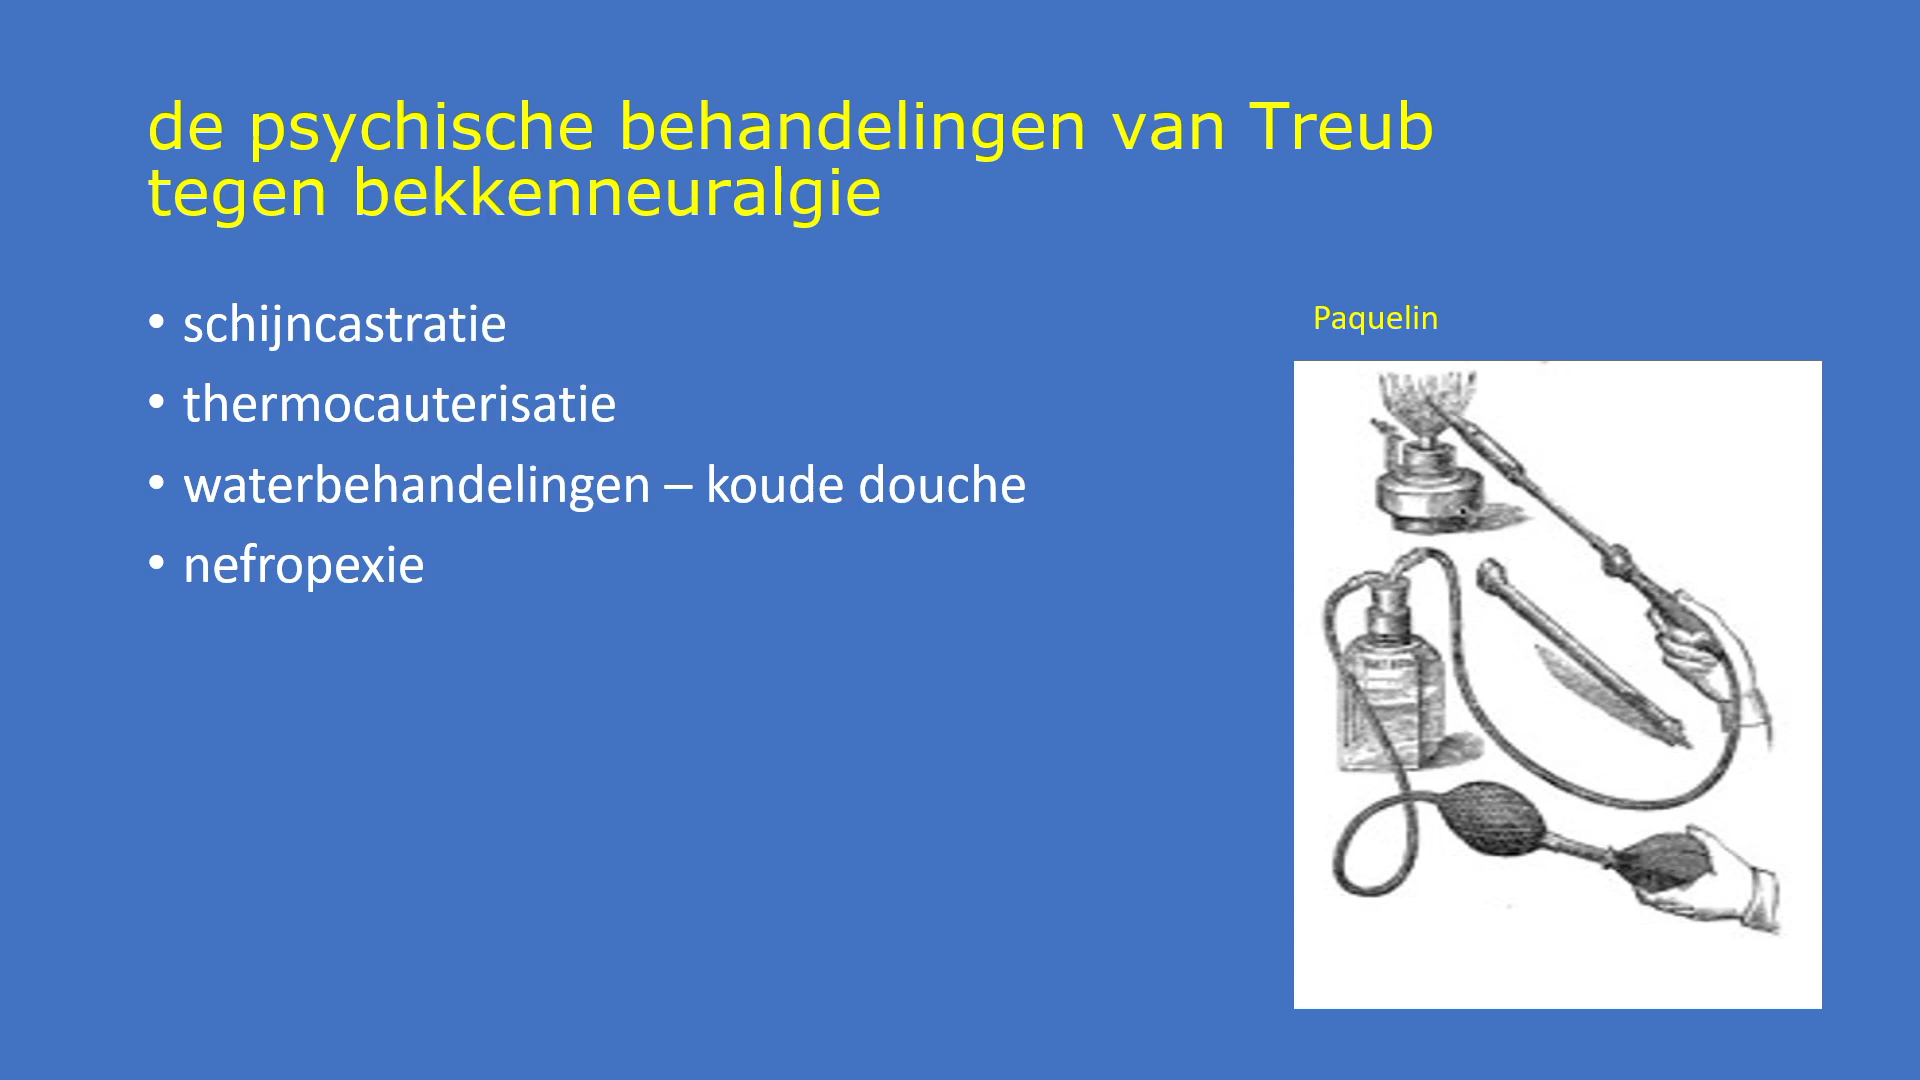 de psychische behandelingen van Treub
tegen bekkenneuralgie
• schijncastratie
• thermocauterisatie
• waterbehandelingen – koude douche
• nefropexie
Paquelin